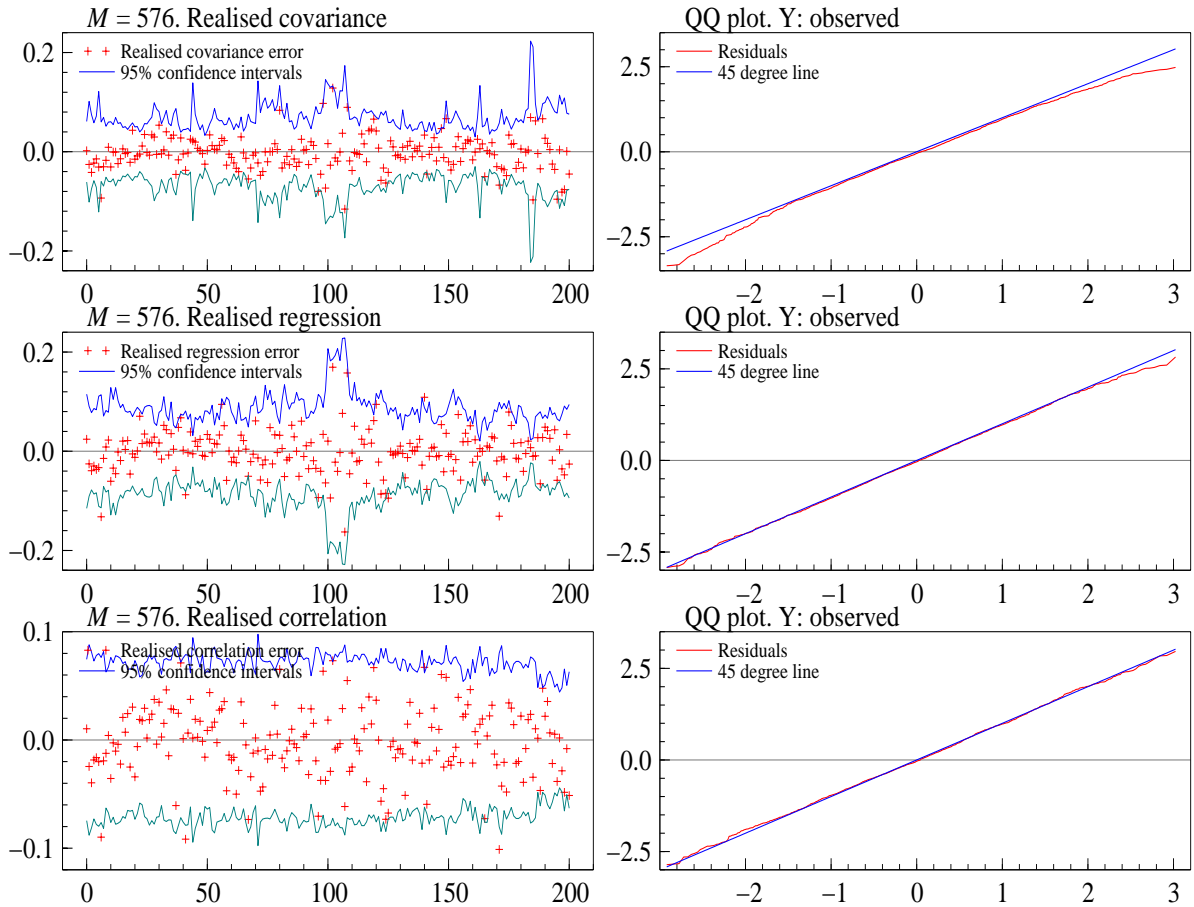 M = 576. Realised covariance
Realised covariance error
95% confidence intervals
0.2
0.0
−0.2
0 50 100 150 200
QQ plot. Y: observed
Residuals
45 degree line
2.5
0.0
−2.5
−2 −1 0 1 2 3
M = 576. Realised regression
Realised regression error
95% confidence intervals
0.2
0.0
−0.2
0 50 100 150 200
QQ plot. Y: observed
Residuals
45 degree line
2.5
0.0
−2.5
−2 −1 0 1 2 3
M = 576. Realised correlation
Realised correlation error
95% confidence intervals
0.1
0.0
−0.1
0 50 100 150 200
QQ plot. Y: observed
Residuals
45 degree line
2.5
0.0
−2.5
−2 −1 0 1 2 3